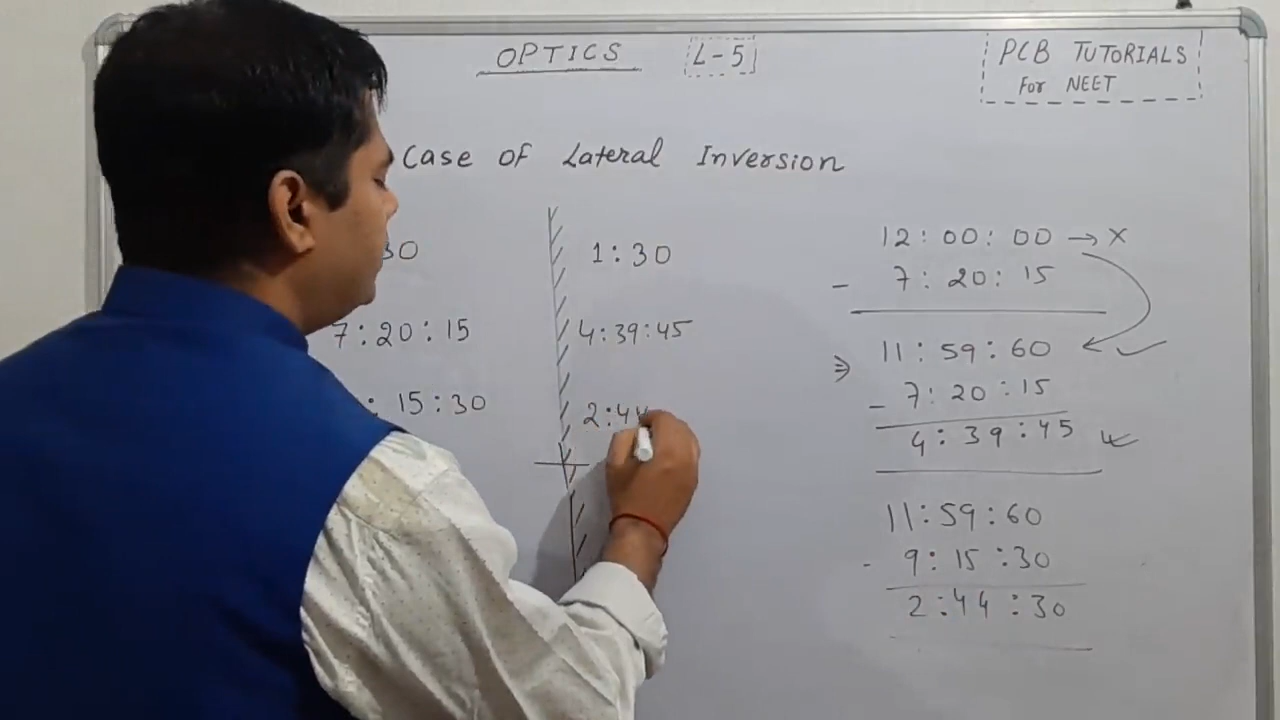 OPTICS L-5
PCB TUTORIALS
For NEET
Case of Lateral Inversion
30
7:20:15
: 15:30
1:30
4:39:45
2:44
12:00:00 → X
- 7:20:15
⇒ 11:59:60
- 7:20:15
4:39:45
11:59:60
- 9:15:30
2:44:30